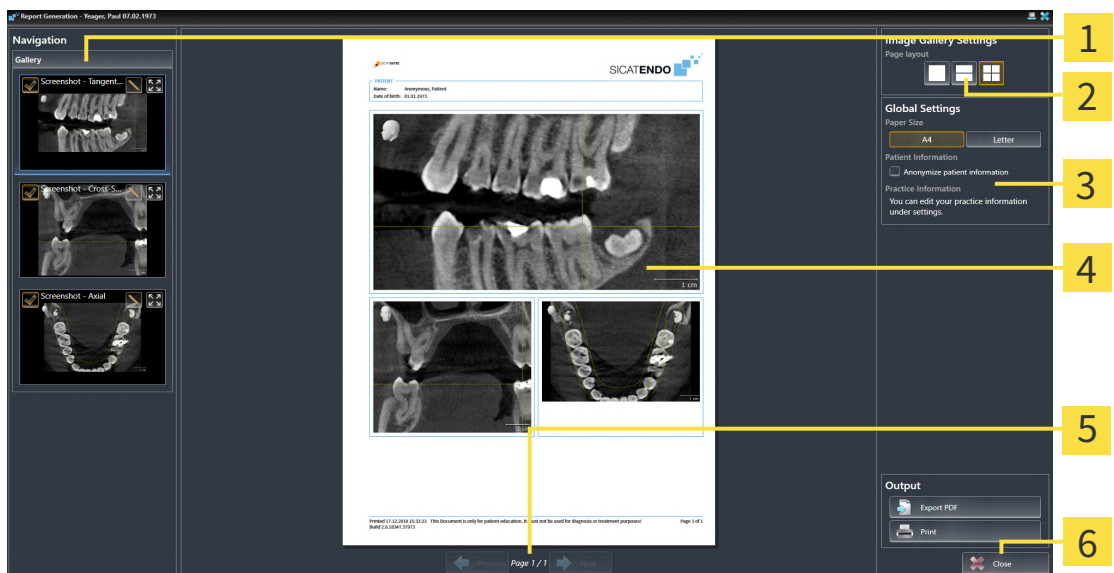 Report Generation - Yeager, Paul 07.02.1973
Navigation
Gallery
Screenshot - Tangent...
Screenshot - Cross-S...
Screenshot - Axial
SICATSUITE
SICATENDO
PATIENT
Name: Anonymous, Patient
Date of birth: 01.01.1973
1 cm
1 cm
1 cm
Printed 17.12.2018 15:32:23 This Document is only for patient education. It must not be used for diagnosis or treatment purposes!
Page 1 of 1
Build 2.0.18347.37973
Previous
Page 1 / 1
Next
Image Gallery Settings
Page layout
Global Settings
Paper Size
A4
Letter
Patient Information
Anonymize patient information
Practice Information
You can edit your practice information
under settings.
Output
Export PDF
Print
Close
1
2
3
4
5
6